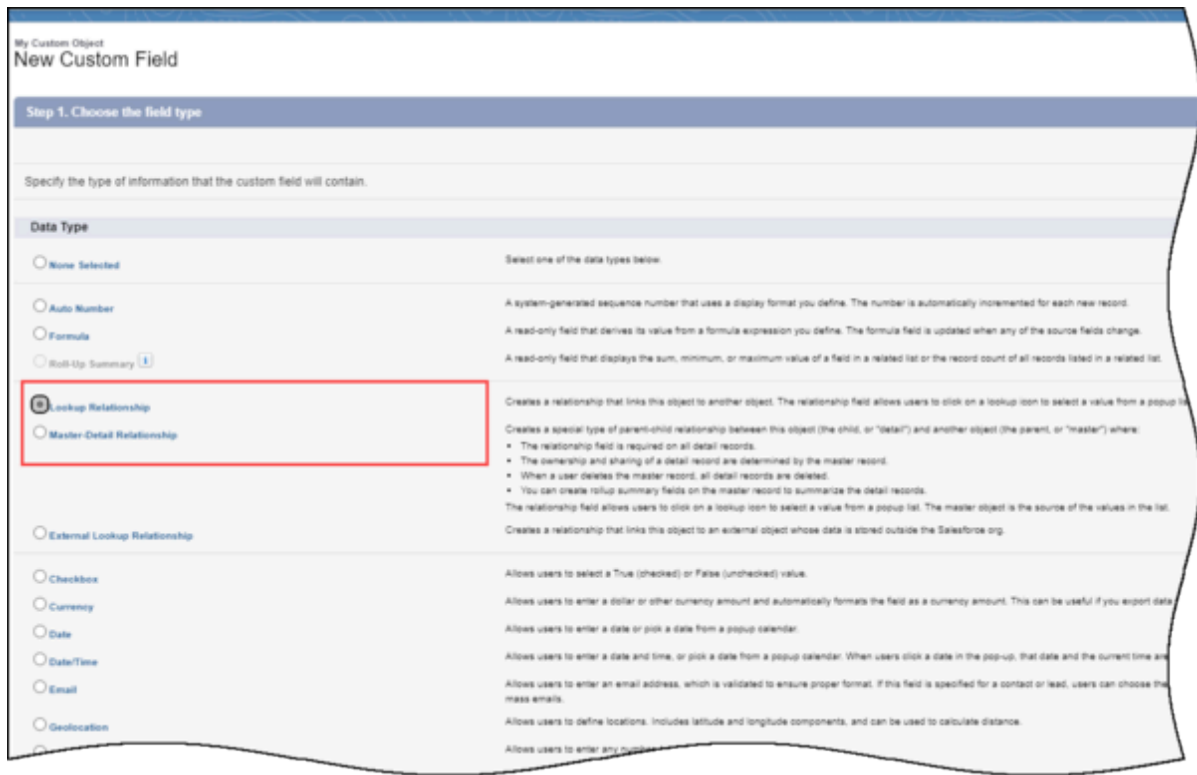 My Custom Object
New Custom Field
Step 1. Choose the field type
Specify the type of information that the custom field will contain.
Data Type
None Selected
Select one of the data types below.
Auto Number
A system-generated sequence number that uses a display format you define. The number is automatically incremented for each new record.
Formula
A read-only field that derives its value from a formula expression you define. The formula field is updated when any of the source fields change.
Roll-Up Summary i
A read-only field that displays the sum, minimum, or maximum value of a field in a related list or the record count of all records listed in a related list.
Lookup Relationship
Creates a relationship that links this object to another object. The relationship field allows users to click on a lookup icon to select a value from a popup
Master-Detail Relationship
Creates a special type of parent-child relationship between this object (the child, or "detail") and another object (the parent, or "master") where:
• The relationship field is required on all detail records.
• The ownership and sharing of a detail record are determined by the master record.
• When a user deletes the master record, all detail records are deleted.
• You can create rollup summary fields on the master record to summarize the detail records.
The relationship field allows users to click on a lookup icon to select a value from a popup list. The master object is the source of the values in the list.
External Lookup Relationship
Creates a relationship that links this object to an external object whose data is stored outside the Salesforce org.
Checkbox
Allows users to select a True (checked) or False (unchecked) value.
Currency
Allows users to enter a dollar or other currency amount and automatically formats the field as a currency amount. This can be useful if you export data
Date
Allows users to enter a date or pick a date from a popup calendar.
Date/Time
Allows users to enter a date and time, or pick a date from a popup calendar. When users click a date in the pop-up, that date and the current time are
Email
Allows users to enter an email address, which is validated to ensure proper format. If this field is specified for a contact or lead, users can choose the
mass emails.
Geolocation
Allows users to define locations. Includes latitude and longitude components, and can be used to calculate distance.
Allows users to enter any number